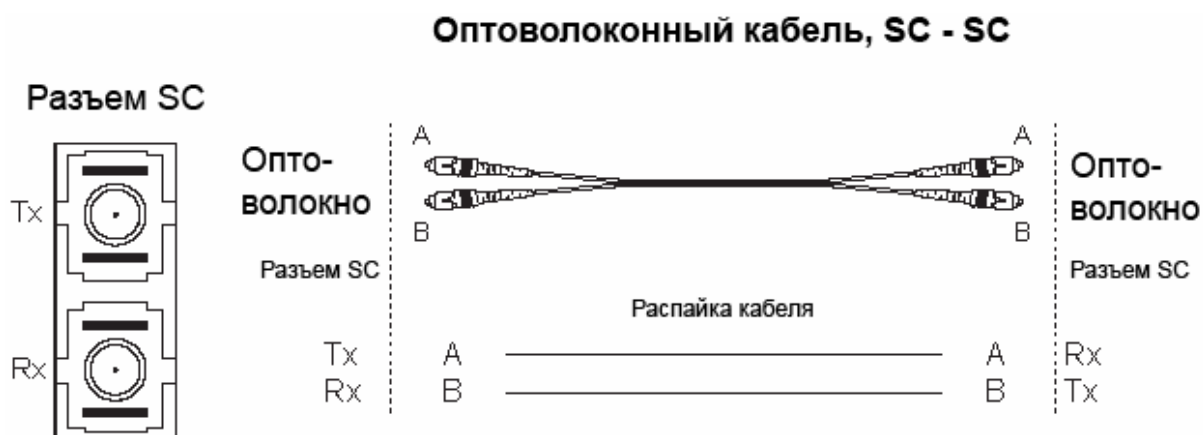 Оптоволоконный кабель, SC - SC
Разъем SC
Tx
Rx
Опто-
волокно
Разъем SC
A
B
A
B
Опто-
волокно
Разъем SC
Распайка кабеля
Tx A A Rx
Rx B B Tx